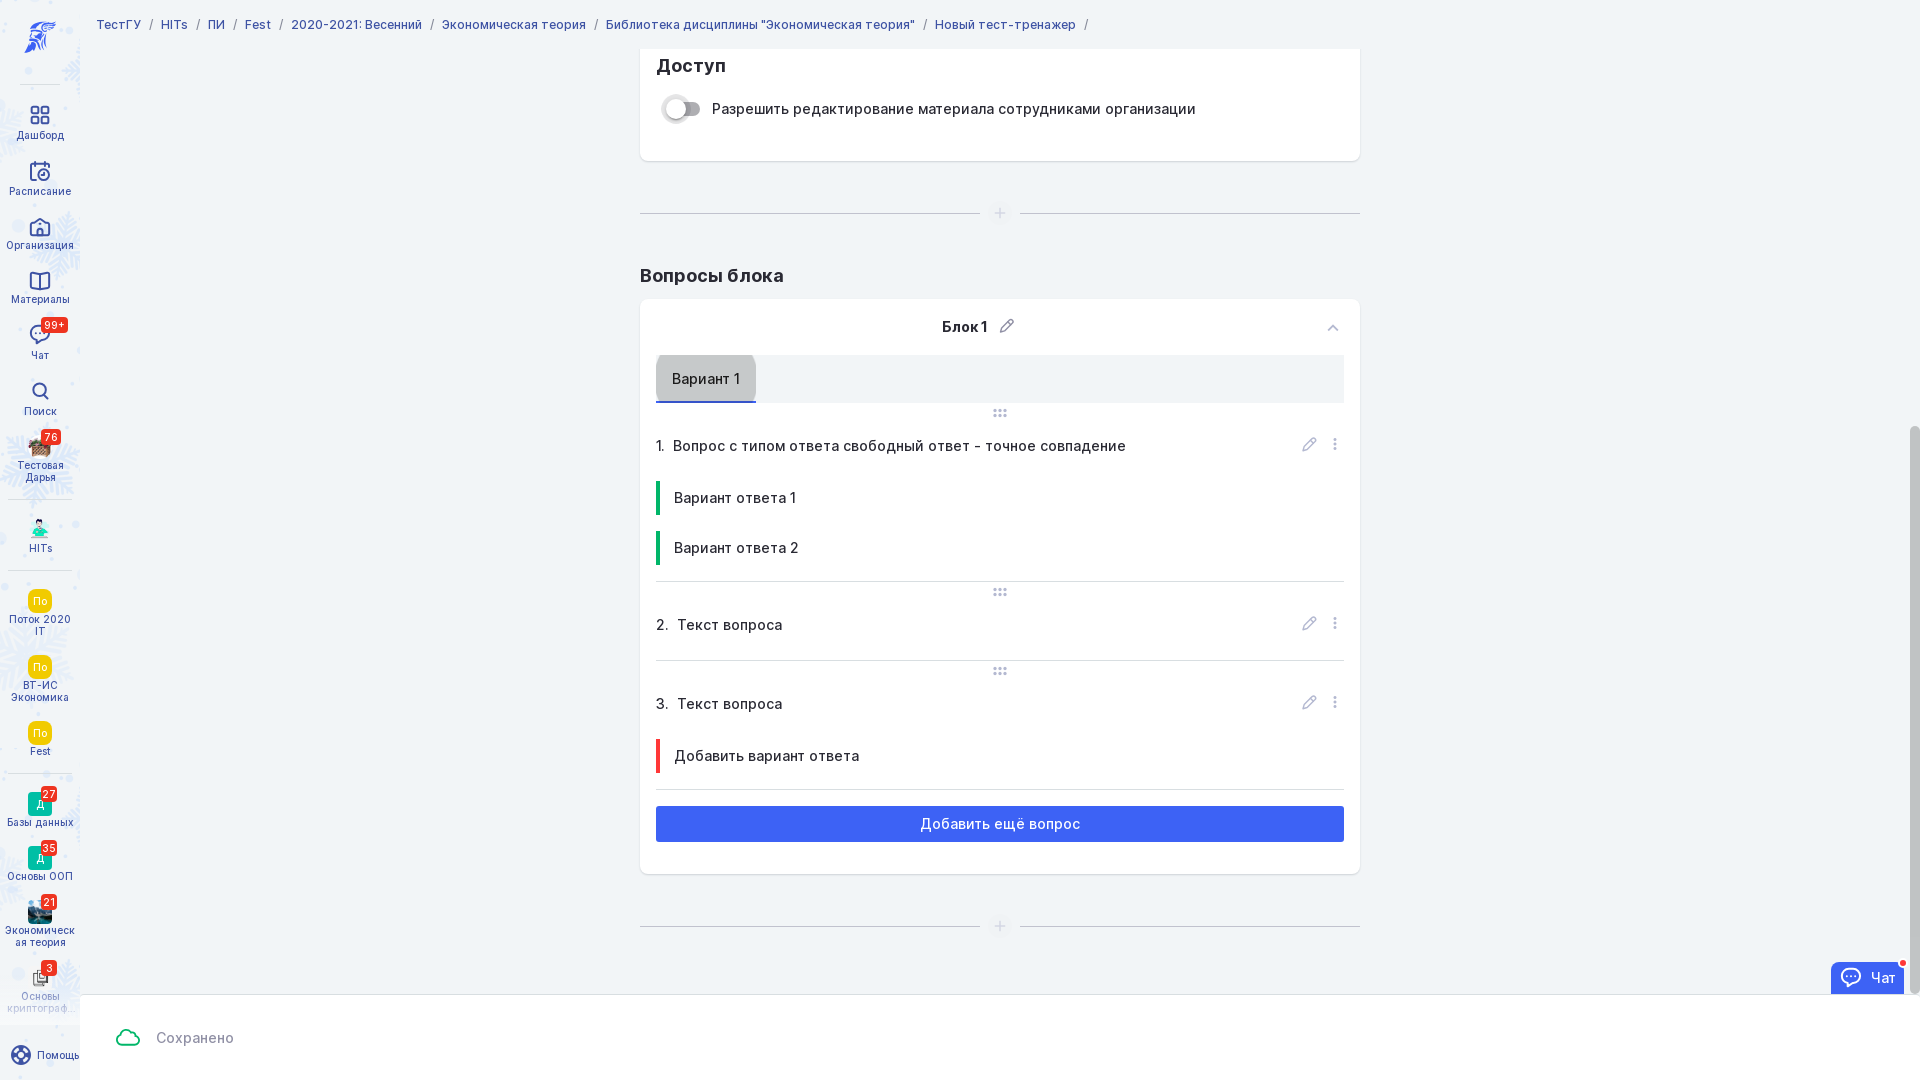 ТестГУ / HITs / ПИ / Fest / 2020-2021: Весенний / Экономическая теория / Библиотека дисциплины "Экономическая теория" / Новый тест-тренажер /
Дашборд
Расписание
Организация
Материалы
99+
Чат
Поиск
76
Тестовая
Дарья
HITs
По
Поток 2020
IT
По
ВТ-ИС
Экономика
По
Fest
27
Д
Базы данных
35
Д
Основы ООП
21
Экономическ
ая теория
3
Основы
криптограф...
Помощь
Доступ
Разрешить редактирование материала сотрудниками организации
Вопросы блока
Блок 1
Вариант 1
1. Вопрос с типом ответа свободный ответ - точное совпадение
Вариант ответа 1
Вариант ответа 2
2. Текст вопроса
3. Текст вопроса
Добавить вариант ответа
Добавить ещё вопрос
Чат
Сохранено